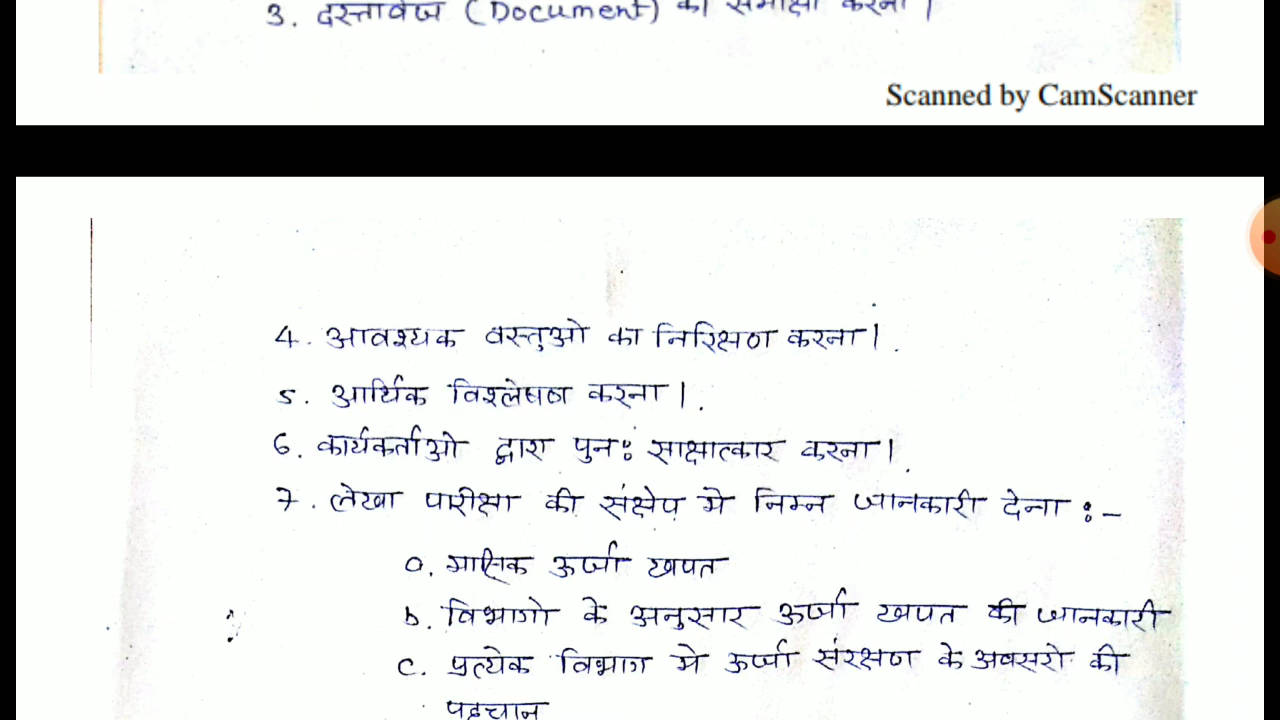 3. दस्तावेज (Document) की समीक्षा करना।
Scanned by CamScanner
4. आवश्यक वस्तुओ का निरिक्षण करना।.
5. आर्थिक विश्लेषण करना।.
6. कार्यकर्ताओ द्वारा पुनः साक्षात्कार करना।.
7. लेखा पारीक्षा की संक्षेप मे निम्न जानकारी देना :-
a. मासिक ऊर्जा खपत
b. विभागो के अनुसार ऊर्जा खपत की जानकारी
c. प्रत्येक विभाग मे ऊर्जा संरक्षण के अवसरो की
पहचान